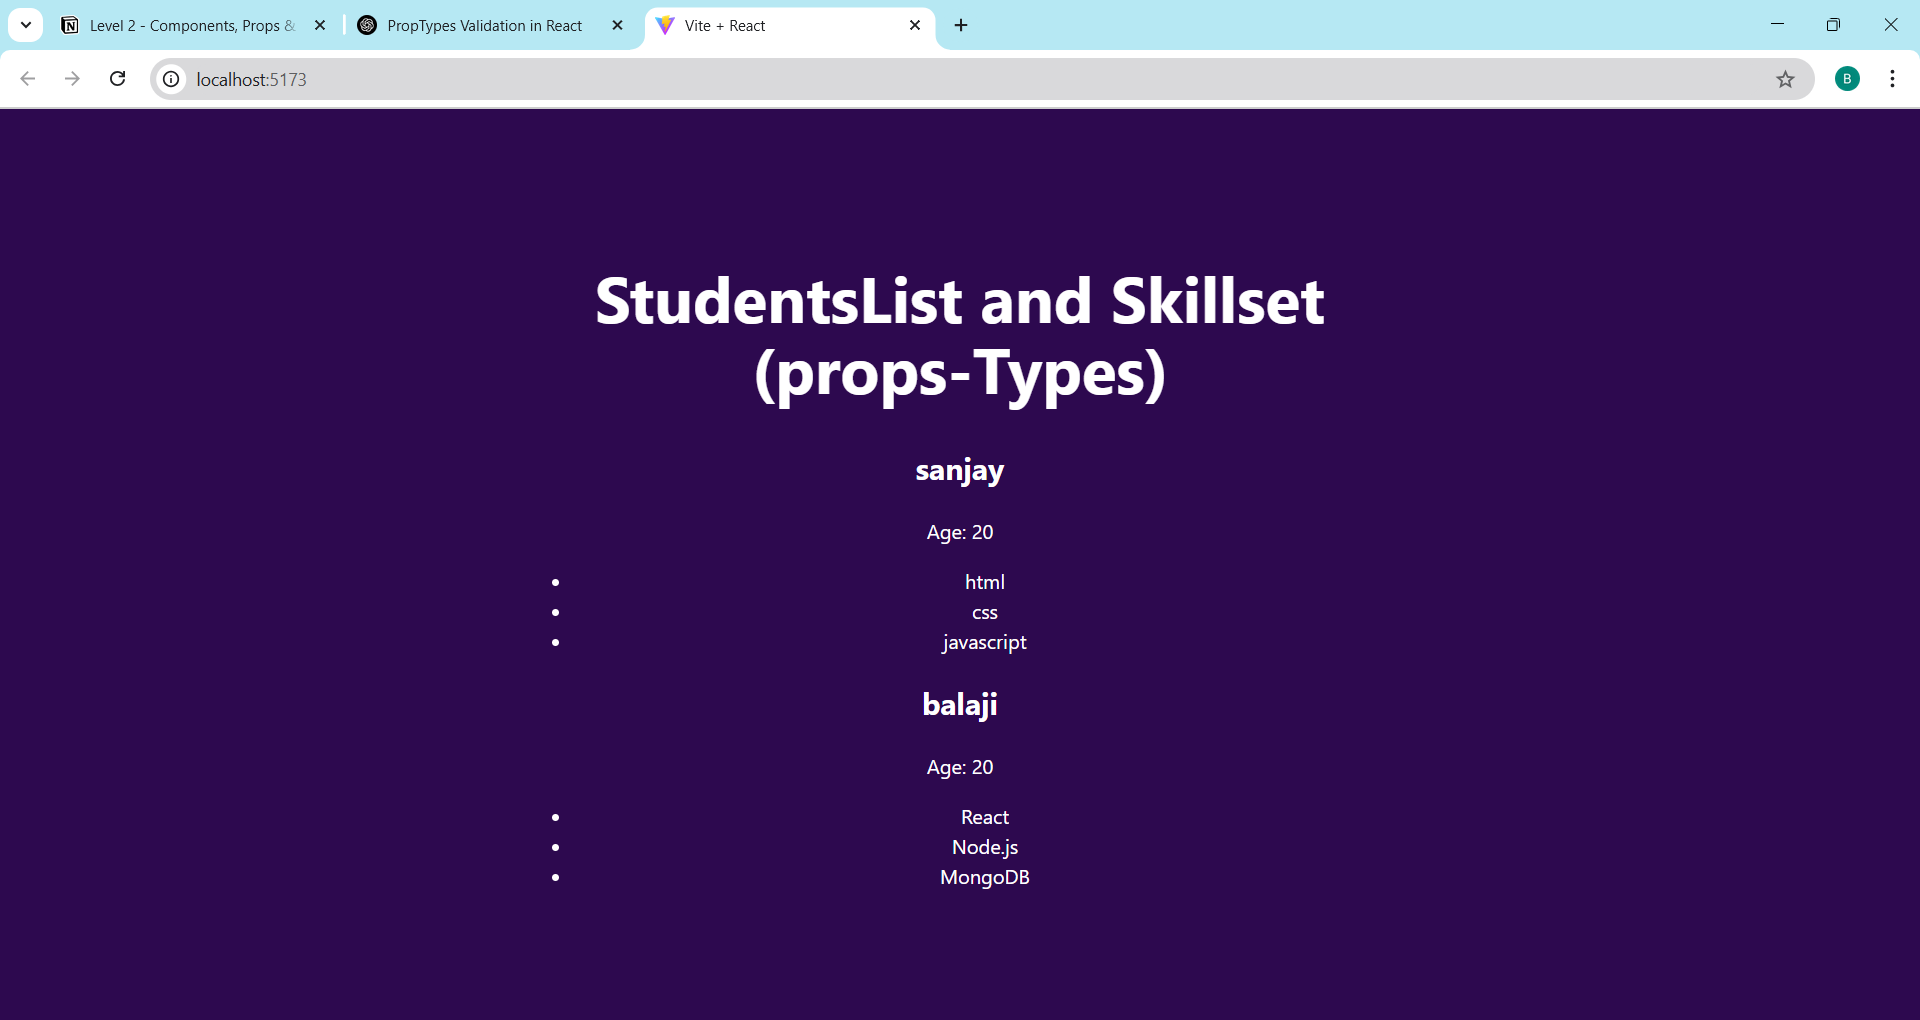 Level 2 - Components, Props &
PropTypes Validation in React
Vite + React
localhost:5173
B
StudentsList and Skillset
(props-Types)
sanjay
Age: 20
• html
• css
• javascript
balaji
Age: 20
• React
• Node.js
• MongoDB